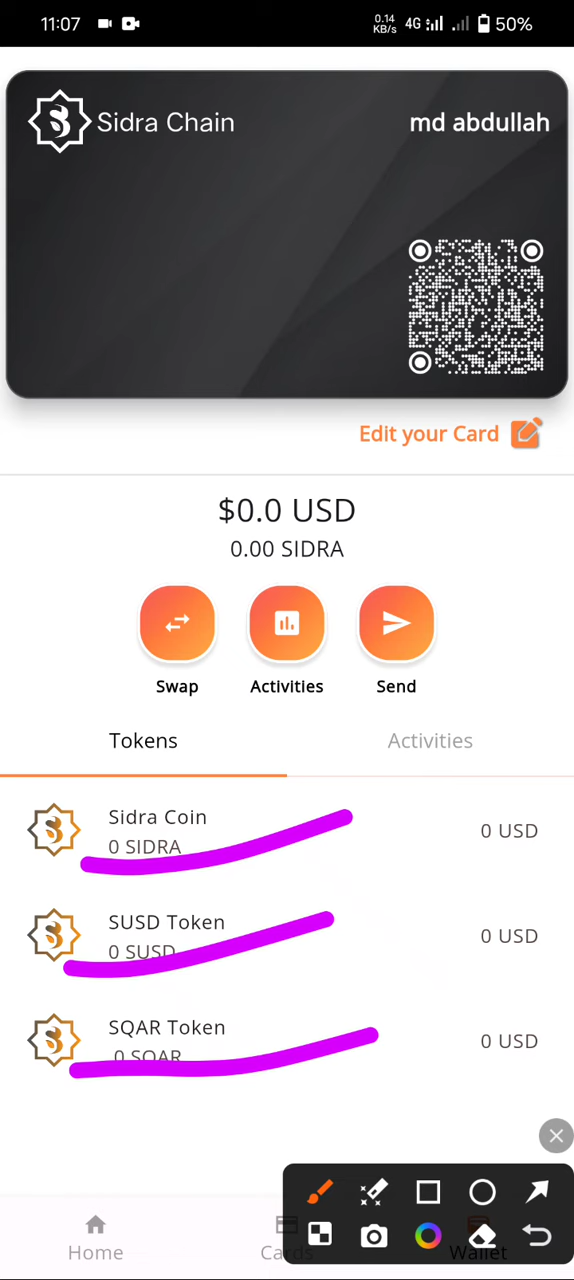 11:07
0.14 KB/s 4G 50%
Sidra Chain
md abdullah
Edit your Card
$0.0 USD
0.00 SIDRA
Swap Activities Send
Tokens Activities
Sidra Coin
0 SIDRA
0 USD
SUSD Token
0 SUSD
0 USD
SQAR Token
0 SQAR
0 USD
Home Cards Wallet